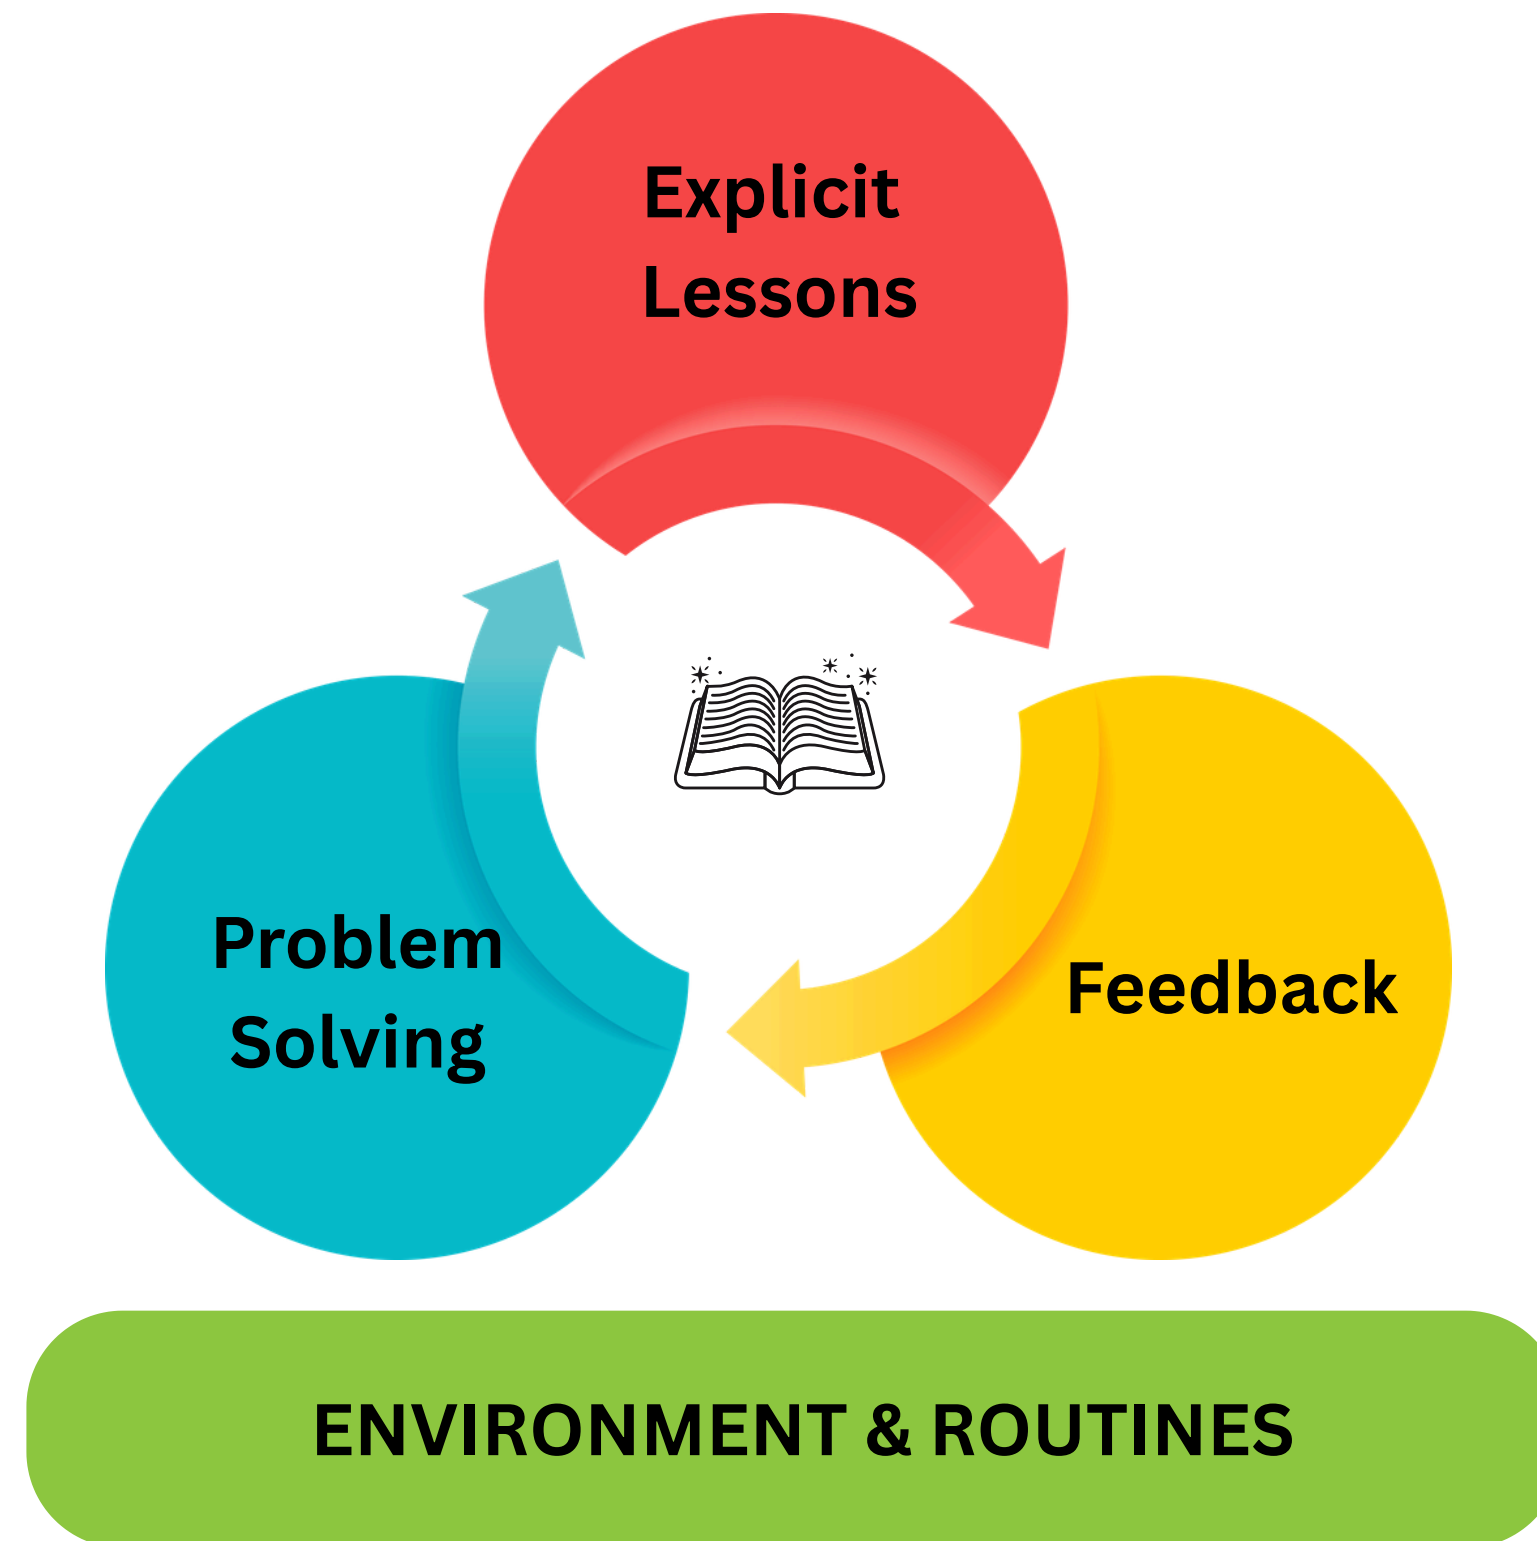 Explicit
Lessons
Problem
Solving
Feedback
ENVIRONMENT & ROUTINES